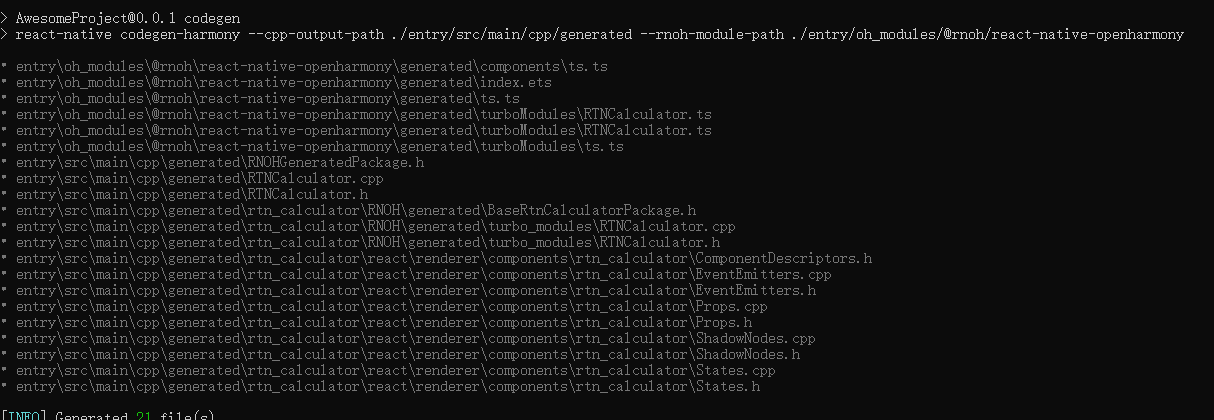 > AwesomeProject@0.0.1 codegen
> react-native codegen-harmony --cpp-output-path ./entry/src/main/cpp/generated --rnoh-module-path ./entry/oh_modules/@rnoh/react-native-openharmony
• entry\oh_modules\@rnoh\react-native-openharmony\generated\components\ts.ts
• entry\oh_modules\@rnoh\react-native-openharmony\generated\index.ets
• entry\oh_modules\@rnoh\react-native-openharmony\generated\ts.ts
• entry\oh_modules\@rnoh\react-native-openharmony\generated\turboModules\RTNCalculator.ts
• entry\oh_modules\@rnoh\react-native-openharmony\generated\turboModules\RTNCalculator.ts
• entry\oh_modules\@rnoh\react-native-openharmony\generated\turboModules\ts.ts
• entry\src\main\cpp\generated\RNOHGeneratedPackage.h
• entry\src\main\cpp\generated\RTNCalculator.cpp
• entry\src\main\cpp\generated\RTNCalculator.h
• entry\src\main\cpp\generated\rtn_calculator\RNOH\generated\BaseRtnCalculatorPackage.h
• entry\src\main\cpp\generated\rtn_calculator\RNOH\generated\turbo_modules\RTNCalculator.cpp
• entry\src\main\cpp\generated\rtn_calculator\RNOH\generated\turbo_modules\RTNCalculator.h
• entry\src\main\cpp\generated\rtn_calculator\react\renderer\components\rtn_calculator\ComponentDescriptors.h
• entry\src\main\cpp\generated\rtn_calculator\react\renderer\components\rtn_calculator\EventEmitters.cpp
• entry\src\main\cpp\generated\rtn_calculator\react\renderer\components\rtn_calculator\EventEmitters.h
• entry\src\main\cpp\generated\rtn_calculator\react\renderer\components\rtn_calculator\Props.cpp
• entry\src\main\cpp\generated\rtn_calculator\react\renderer\components\rtn_calculator\Props.h
• entry\src\main\cpp\generated\rtn_calculator\react\renderer\components\rtn_calculator\ShadowNodes.cpp
• entry\src\main\cpp\generated\rtn_calculator\react\renderer\components\rtn_calculator\ShadowNodes.h
• entry\src\main\cpp\generated\rtn_calculator\react\renderer\components\rtn_calculator\States.cpp
• entry\src\main\cpp\generated\rtn_calculator\react\renderer\components\rtn_calculator\States.h
[INFO] Generated 21 file(s)